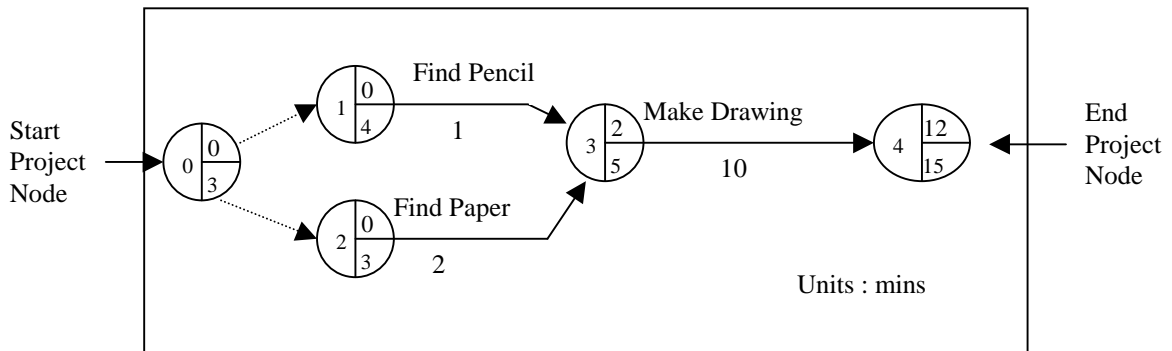 Start
Project
Node
0
0
3
1
0
4
Find Pencil
1
2
0
3
Find Paper
2
3
2
5
Make Drawing
10
4
12
15
End
Project
Node
Units : mins